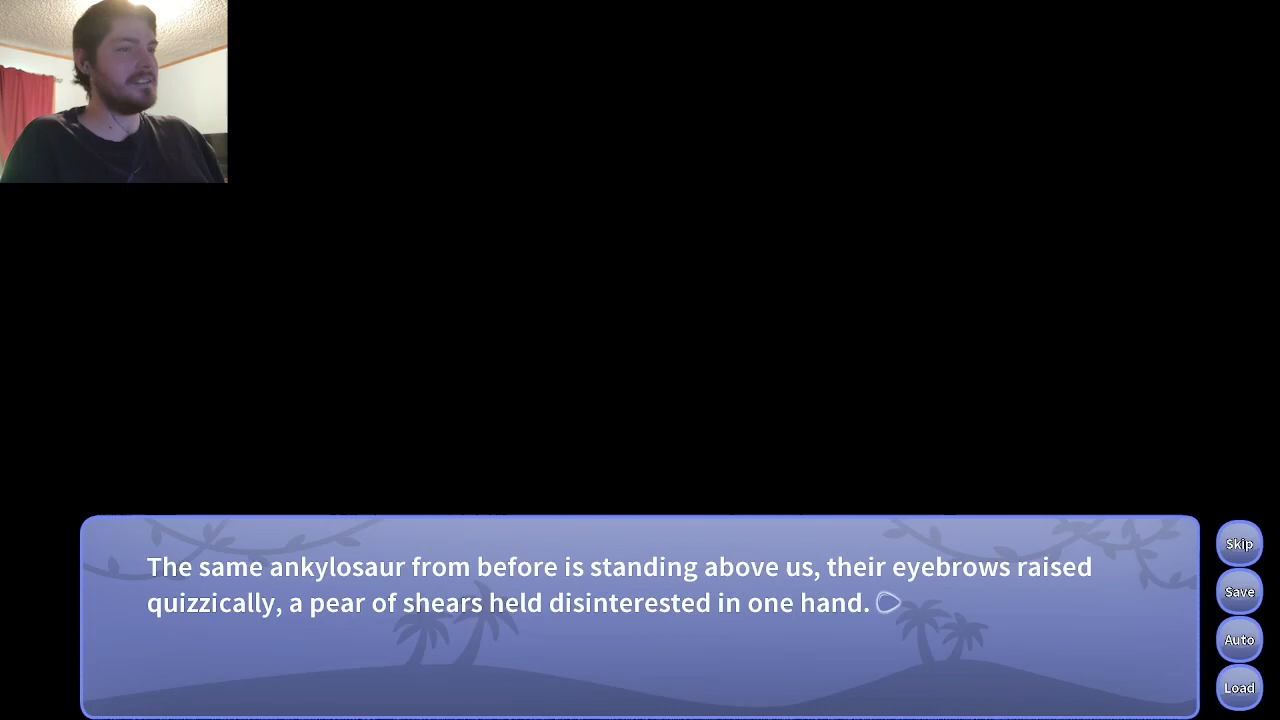 The same ankylosaur from before is standing above us, their eyebrows raised
quizzically, a pear of shears held disinterested in one hand.
Skip
Save
Auto
Load